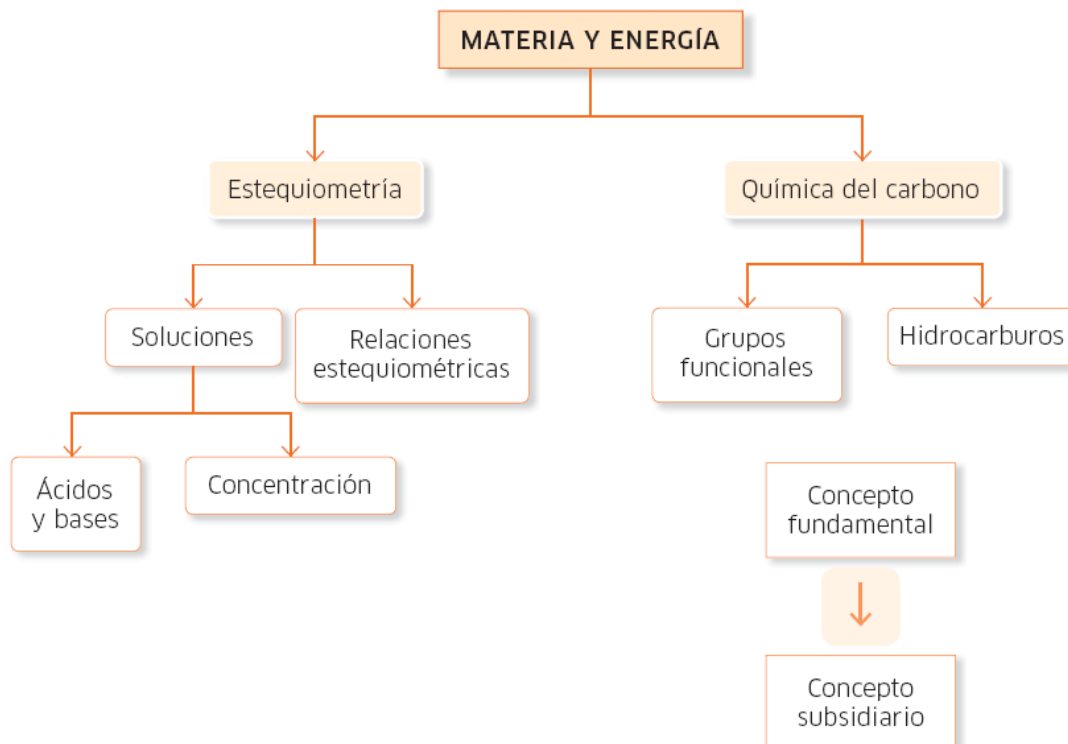 MATERIA Y ENERGÍA
Estequiometría
Química del carbono
Soluciones
Relaciones
estequiométricas
Grupos
funcionales
Hidrocarburos
Ácidos
y bases
Concentración
Concepto
fundamental
Concepto
subsidiario